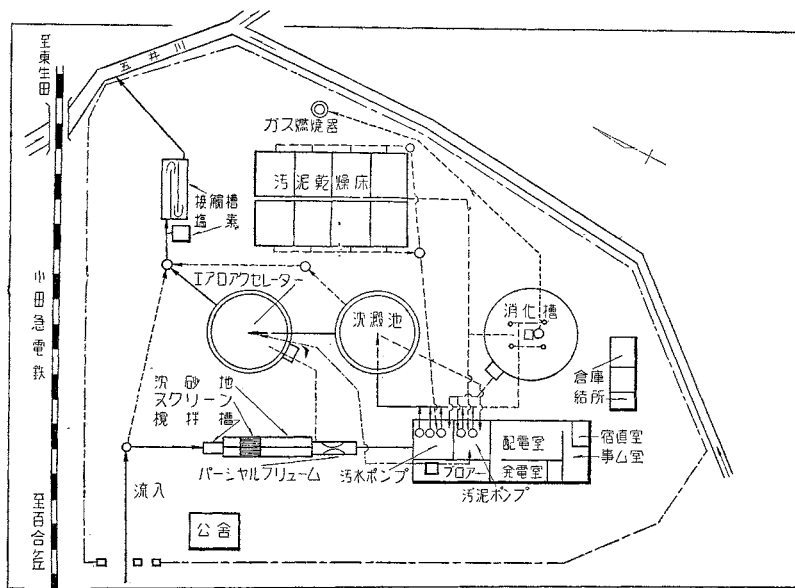 至東生田
五井川
ガス燃焼器
汚泥乾燥床
接触槽
塩素
エアロアクセレーター
沈澱池
消化槽
小田急電鉄
倉庫
詰所
沈砂地
スクリーン
撹拌槽
パーシャルフリューム
汚水ポンプ
ブロアー
汚泥ポンプ
配電室
発電室
宿直室
事ム室
流入
公舎
至百合丘